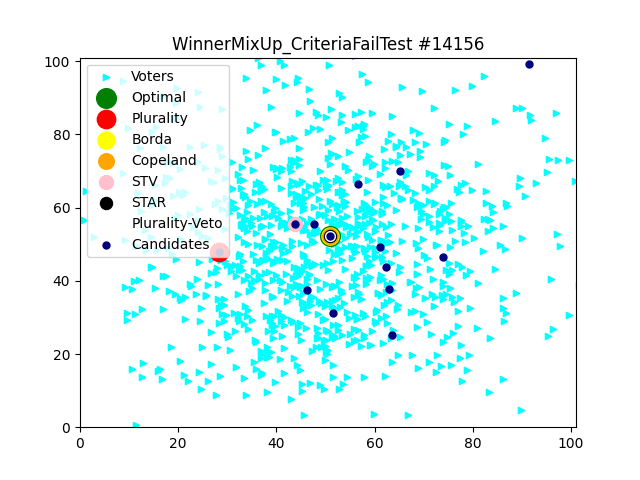 WinnerMixUp_CriteriaFailTest #14156
100
80
60
40
20
0
Voters
Optimal
Plurality
Borda
Copeland
STV
STAR
Plurality-Veto
Candidates
0 20 40 60 80 100